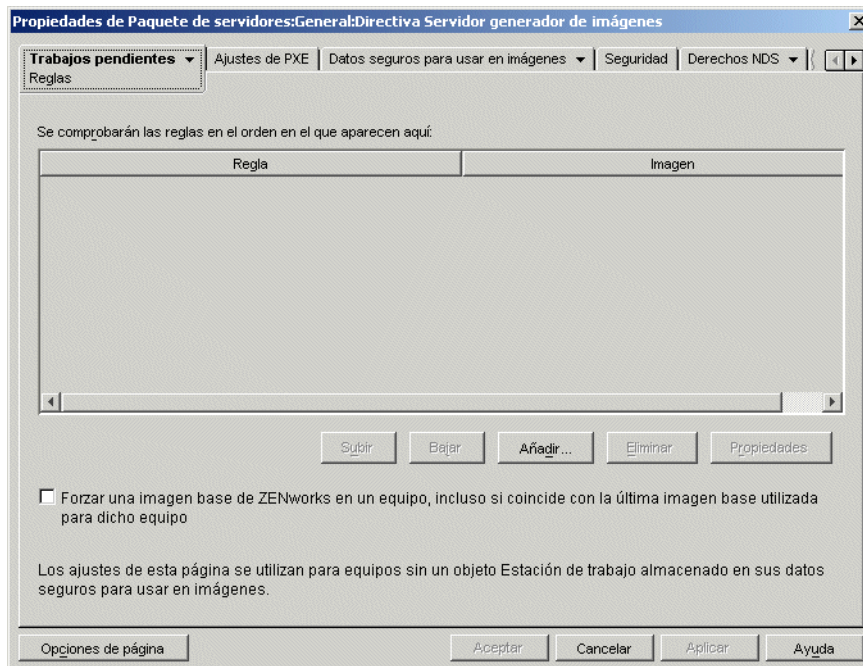 Propiedades de Paquete de servidores:General:Directiva Servidor generador de imágenes
Trabajos pendientes
Ajustes de PXE
Datos seguros para usar en imágenes
Seguridad
Derechos NDS
Reglas
Se comprobarán las reglas en el orden en el que aparecen aquí:
Regla
Imagen
Subir
Bajar
Añadir...
Eliminar
Propiedades
Forzar una imagen base de ZENworks en un equipo, incluso si coincide con la última imagen base utilizada
para dicho equipo
Los ajustes de esta página se utilizan para equipos sin un objeto Estación de trabajo almacenado en sus datos
seguros para usar en imágenes.
Opciones de página
Aceptar
Cancelar
Aplicar
Ayuda